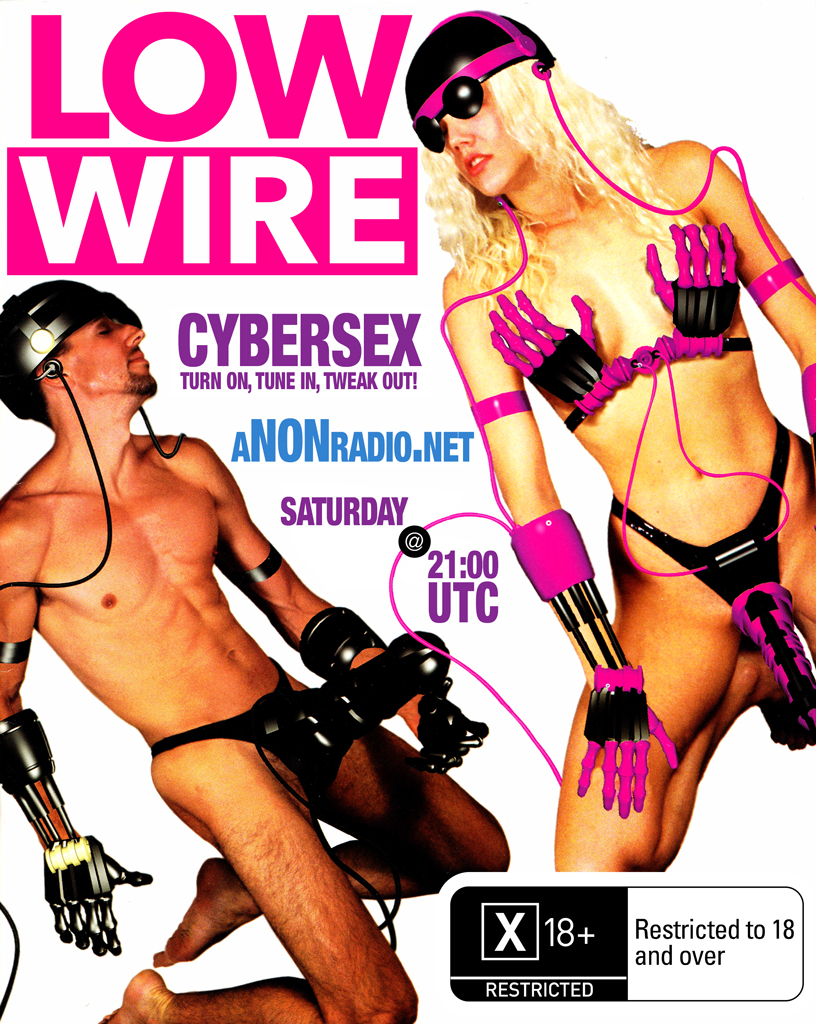 LOW
WIRE
CYBERSEX
TURN ON, TUNE IN, TWEAK OUT!
aNONradio.net
SATURDAY
@
21:00
UTC
X 18+
RESTRICTED
Restricted to 18
and over